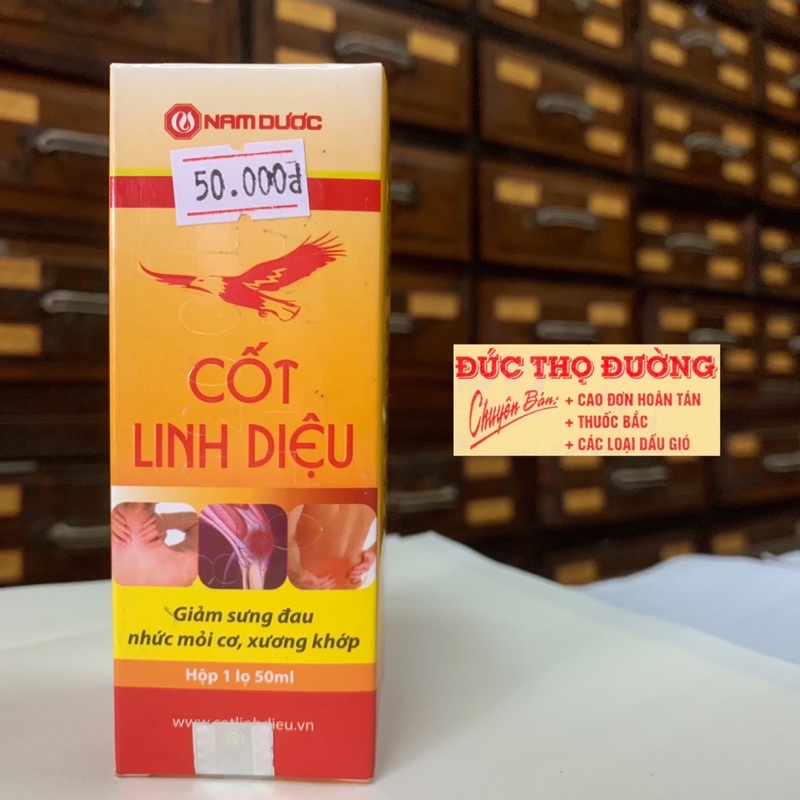 NAM DƯỢC
50.000đ
CỐT
LINH DIỆU
Giảm sưng đau
nhức mỏi cơ, xương khớp
Hộp 1 lọ 50ml
www.cotlinhdieu.vn
ĐỨC THỌ ĐƯỜNG
Chuyên Bán:
+ CAO ĐƠN HOÀN TÁN
+ THUỐC BẮC
+ CÁC LOẠI DẦU GIÓ